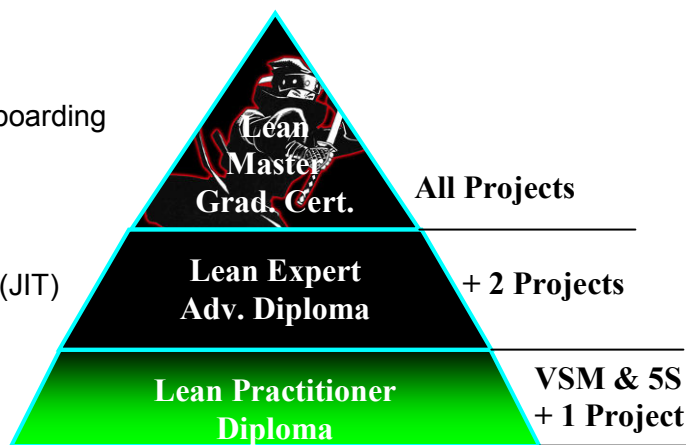 boarding
Lean
Master
Grad. Cert.
All Projects
(JIT)
Lean Expert
Adv. Diploma
+ 2 Projects
Lean Practitioner
Diploma
VSM & 5S
+ 1 Project